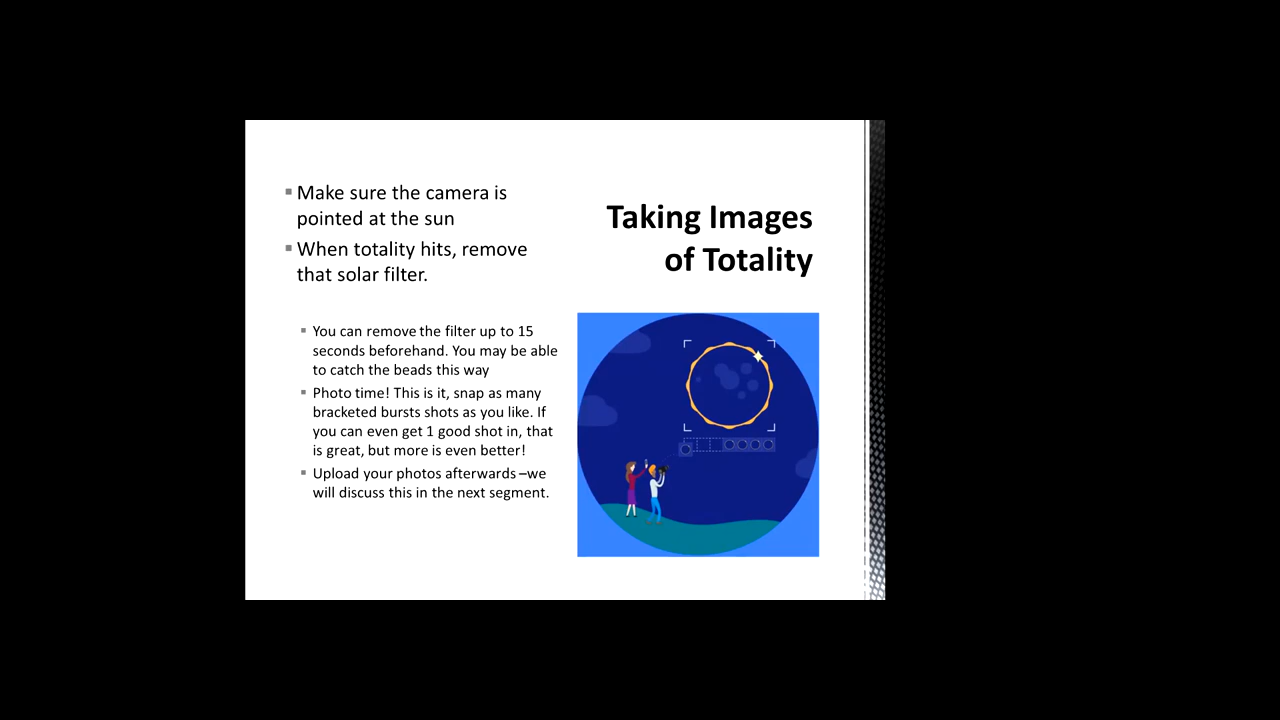 Make sure the camera is
pointed at the sun
When totality hits, remove
that solar filter.
You can remove the filter up to 15
seconds beforehand. You may be able
to catch the beads this way
Photo time! This is it, snap as many
bracketed bursts shots as you like. If
you can even get 1 good shot in, that
is great, but more is even better!
Upload your photos afterwards –we
will discuss this in the next segment.
Taking Images
of Totality